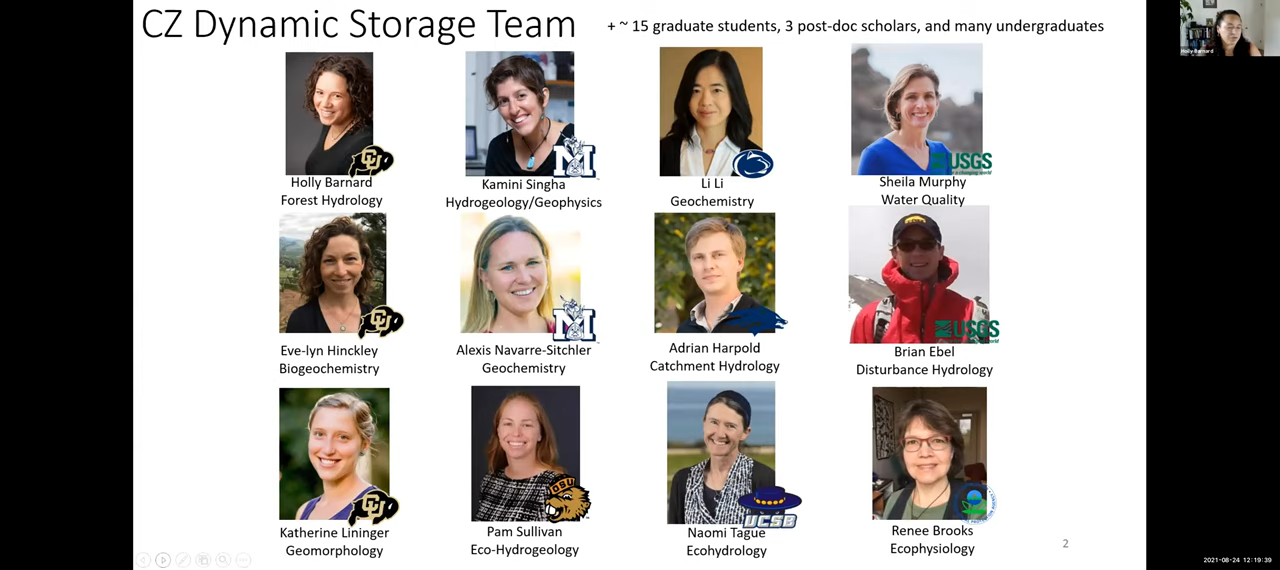 CZ Dynamic Storage Team
+ ~ 15 graduate students, 3 post-doc scholars, and many undergraduates
Holly Barnard
CU
Holly Barnard
Forest Hydrology
M
Kamini Singha
Hydrogeology/Geophysics
Li Li
Geochemistry
USGS
Sheila Murphy
Water Quality
CU
Eve-lyn Hinckley
Biogeochemistry
M
Alexis Navarre-Sitchler
Geochemistry
Adrian Harpold
Catchment Hydrology
USGS
Brian Ebel
Disturbance Hydrology
CU
Katherine Lininger
Geomorphology
OSU
Pam Sullivan
Eco-Hydrogeology
UCSB
Naomi Tague
Ecohydrology
Renee Brooks
Ecophysiology
2
2021-08-24 12:19:39